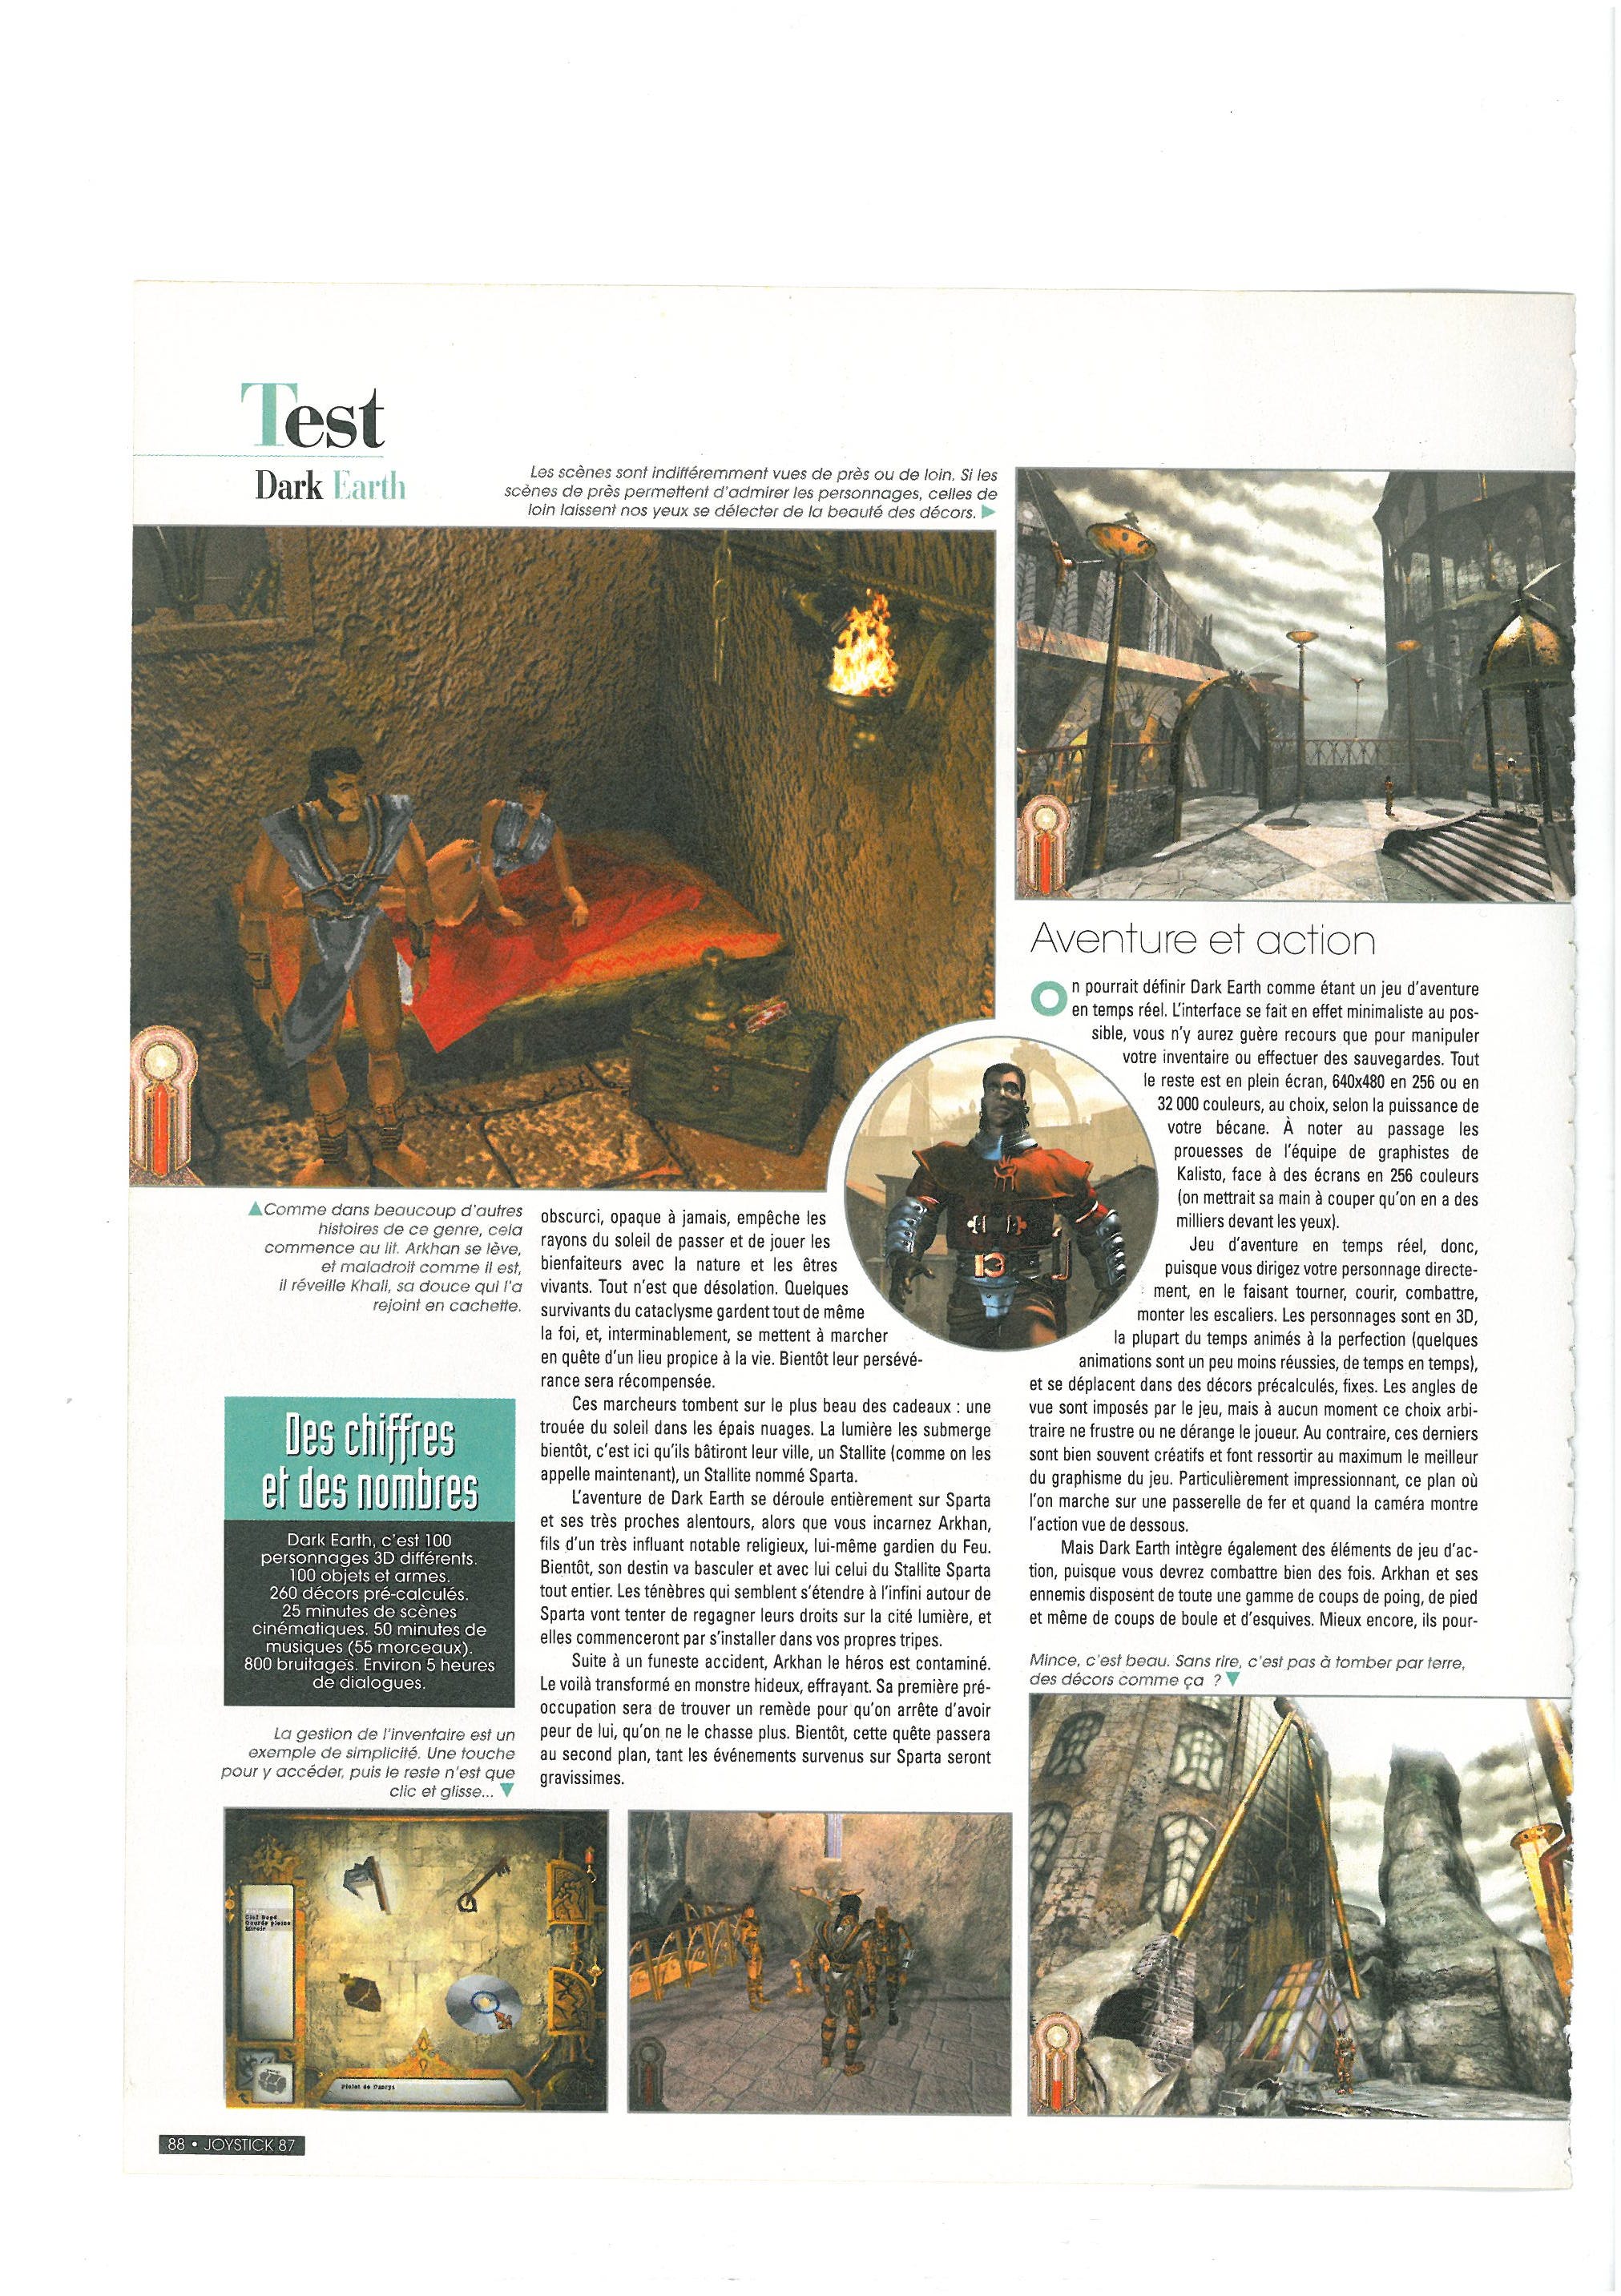 Test
Dark Earth
Les scènes sont indifféremment vues de près ou de loin. Si les
scènes de près permettent d'admirer les personnages, celles de
loin laissent nos yeux se délecter de la beauté des décors.
Comme dans beaucoup d'autres
histoires de ce genre, cela
commence au lit. Arkhan se lève,
et maladroit comme il est,
il réveille Khali, sa douce qui l'a
rejoint en cachette.
Des chiffres
et des nombres
Dark Earth, c'est 100
personnages 3D différents.
100 objets et armes.
260 décors pré-calculés.
25 minutes de scènes
cinématiques. 50 minutes de
musiques (55 morceaux).
800 bruitages. Environ 5 heures
de dialogues.
La gestion de l'inventaire est un
exemple de simplicité. Une touche
pour y accéder, puis le reste n'est que
clic et glisse...
obscurci, opaque à jamais, empêche les
rayons du soleil de passer et de jouer les
bienfaiteurs avec la nature et les êtres
vivants. Tout n'est que désolation. Quelques
survivants du cataclysme gardent tout de même
la foi, et, interminablement, se mettent à marcher
en quête d'un lieu propice à la vie. Bientôt leur persévé-
rance sera récompensée.
Ces marcheurs tombent sur le plus beau des cadeaux : une
trouée du soleil dans les épais nuages. La lumière les submerge
bientôt, c'est ici qu'ils bâtiront leur ville, un Stallite (comme on les
appelle maintenant), un Stallite nommé Sparta.
L'aventure de Dark Earth se déroule entièrement sur Sparta
et ses très proches alentours, alors que vous incarnez Arkhan,
fils d'un très influant notable religieux, lui-même gardien du Feu.
Bientôt, son destin va basculer et avec lui celui du Stallite Sparta
tout entier. Les ténèbres qui semblent s'étendre à l'infini autour de
Sparta vont tenter de regagner leurs droits sur la cité lumière, et
elles commenceront par s'installer dans vos propres tripes.
Suite à un funeste accident, Arkhan le héros est contaminé.
Le voilà transformé en monstre hideux, effrayant. Sa première pré-
occupation sera de trouver un remède pour qu'on arrête d'avoir
peur de lui, qu'on ne le chasse plus. Bientôt, cette quête passera
au second plan, tant les événements survenus sur Sparta seront
gravissimes.
Aventure et action
On pourrait définir Dark Earth comme étant un jeu d'aventure
en temps réel. L'interface se fait en effet minimaliste au pos-
sible, vous n'y aurez guère recours que pour manipuler
votre inventaire ou effectuer des sauvegardes. Tout
le reste est en plein écran, 640x480 en 256 ou en
32 000 couleurs, au choix, selon la puissance de
votre bécane. À noter au passage les
prouesses de l'équipe de graphistes de
Kalisto, face à des écrans en 256 couleurs
(on mettrait sa main à couper qu'on en a des
milliers devant les yeux).
Jeu d'aventure en temps réel, donc,
puisque vous dirigez votre personnage directe-
ment, en le faisant tourner, courir, combattre,
monter les escaliers. Les personnages sont en 3D,
la plupart du temps animés à la perfection (quelques
animations sont un peu moins réussies, de temps en temps),
et se déplacent dans des décors précalculés, fixes. Les angles de
vue sont imposés par le jeu, mais à aucun moment ce choix arbi-
traire ne frustre ou ne dérange le joueur. Au contraire, ces derniers
sont bien souvent créatifs et font ressortir au maximum le meilleur
du graphisme du jeu. Particulièrement impressionnant, ce plan où
l'on marche sur une passerelle de fer et quand la caméra montre
l'action vue de dessous.
Mais Dark Earth intègre également des éléments de jeu d'ac-
tion, puisque vous devrez combattre bien des fois. Arkhan et ses
ennemis disposent de toute une gamme de coups de poing, de pied
et même de coups de boule et d'esquives. Mieux encore, ils pour-
Mince, c'est beau. Sans rire, c'est pas à tomber par terre,
des décors comme ça ?
Gourde pleine
Miroir
Piolet de
88 • JOYSTICK 87